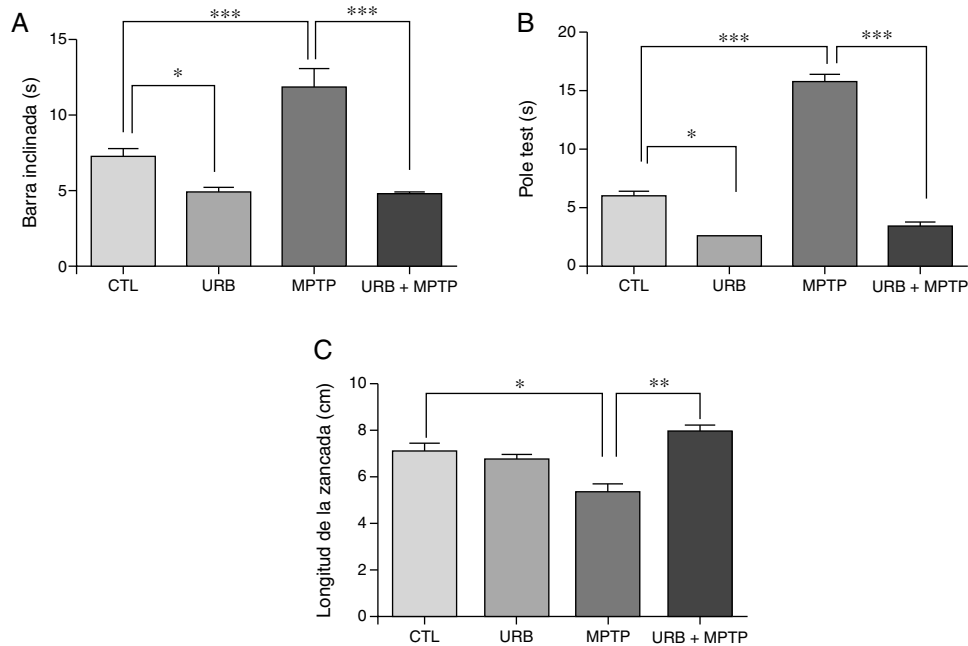 A
Barra inclinada (s)
15
10
5
0
***
***
*
CTL
URB
MPTP
URB + MPTP
B
Pole test (s)
20
15
10
5
0
***
***
*
CTL
URB
MPTP
URB + MPTP
C
Longitud de la zancada (cm)
10
8
6
4
2
0
*
**
CTL
URB
MPTP
URB + MPTP